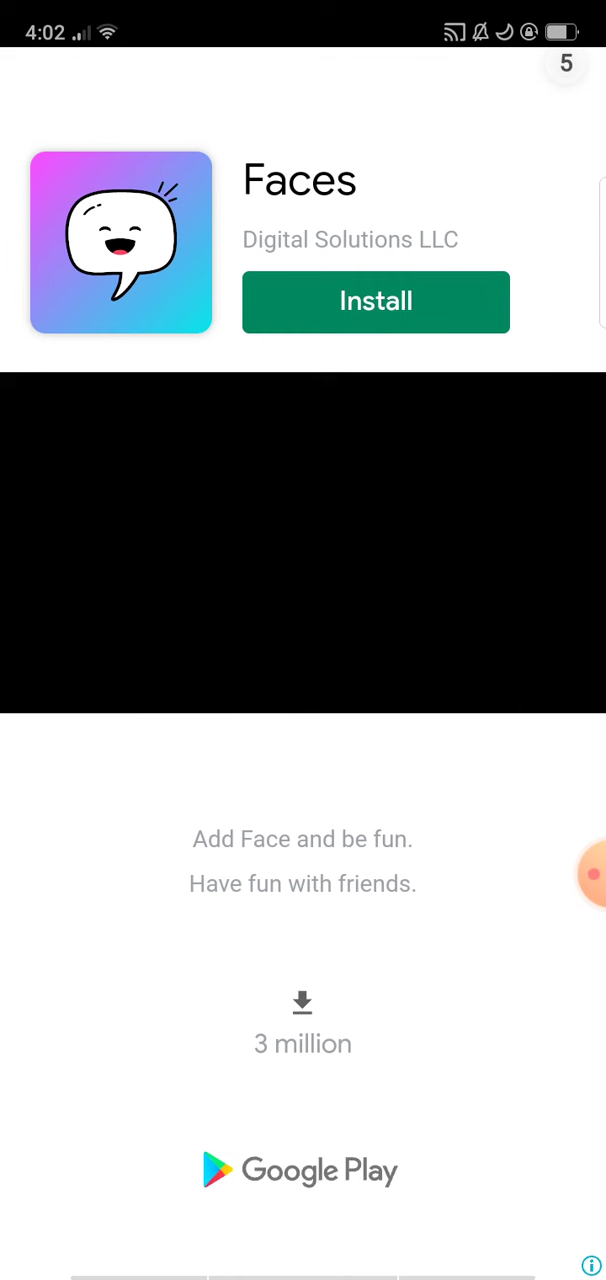 4:02
5
Faces
Digital Solutions LLC
Install
Add Face and be fun.
Have fun with friends.
3 million
Google Play